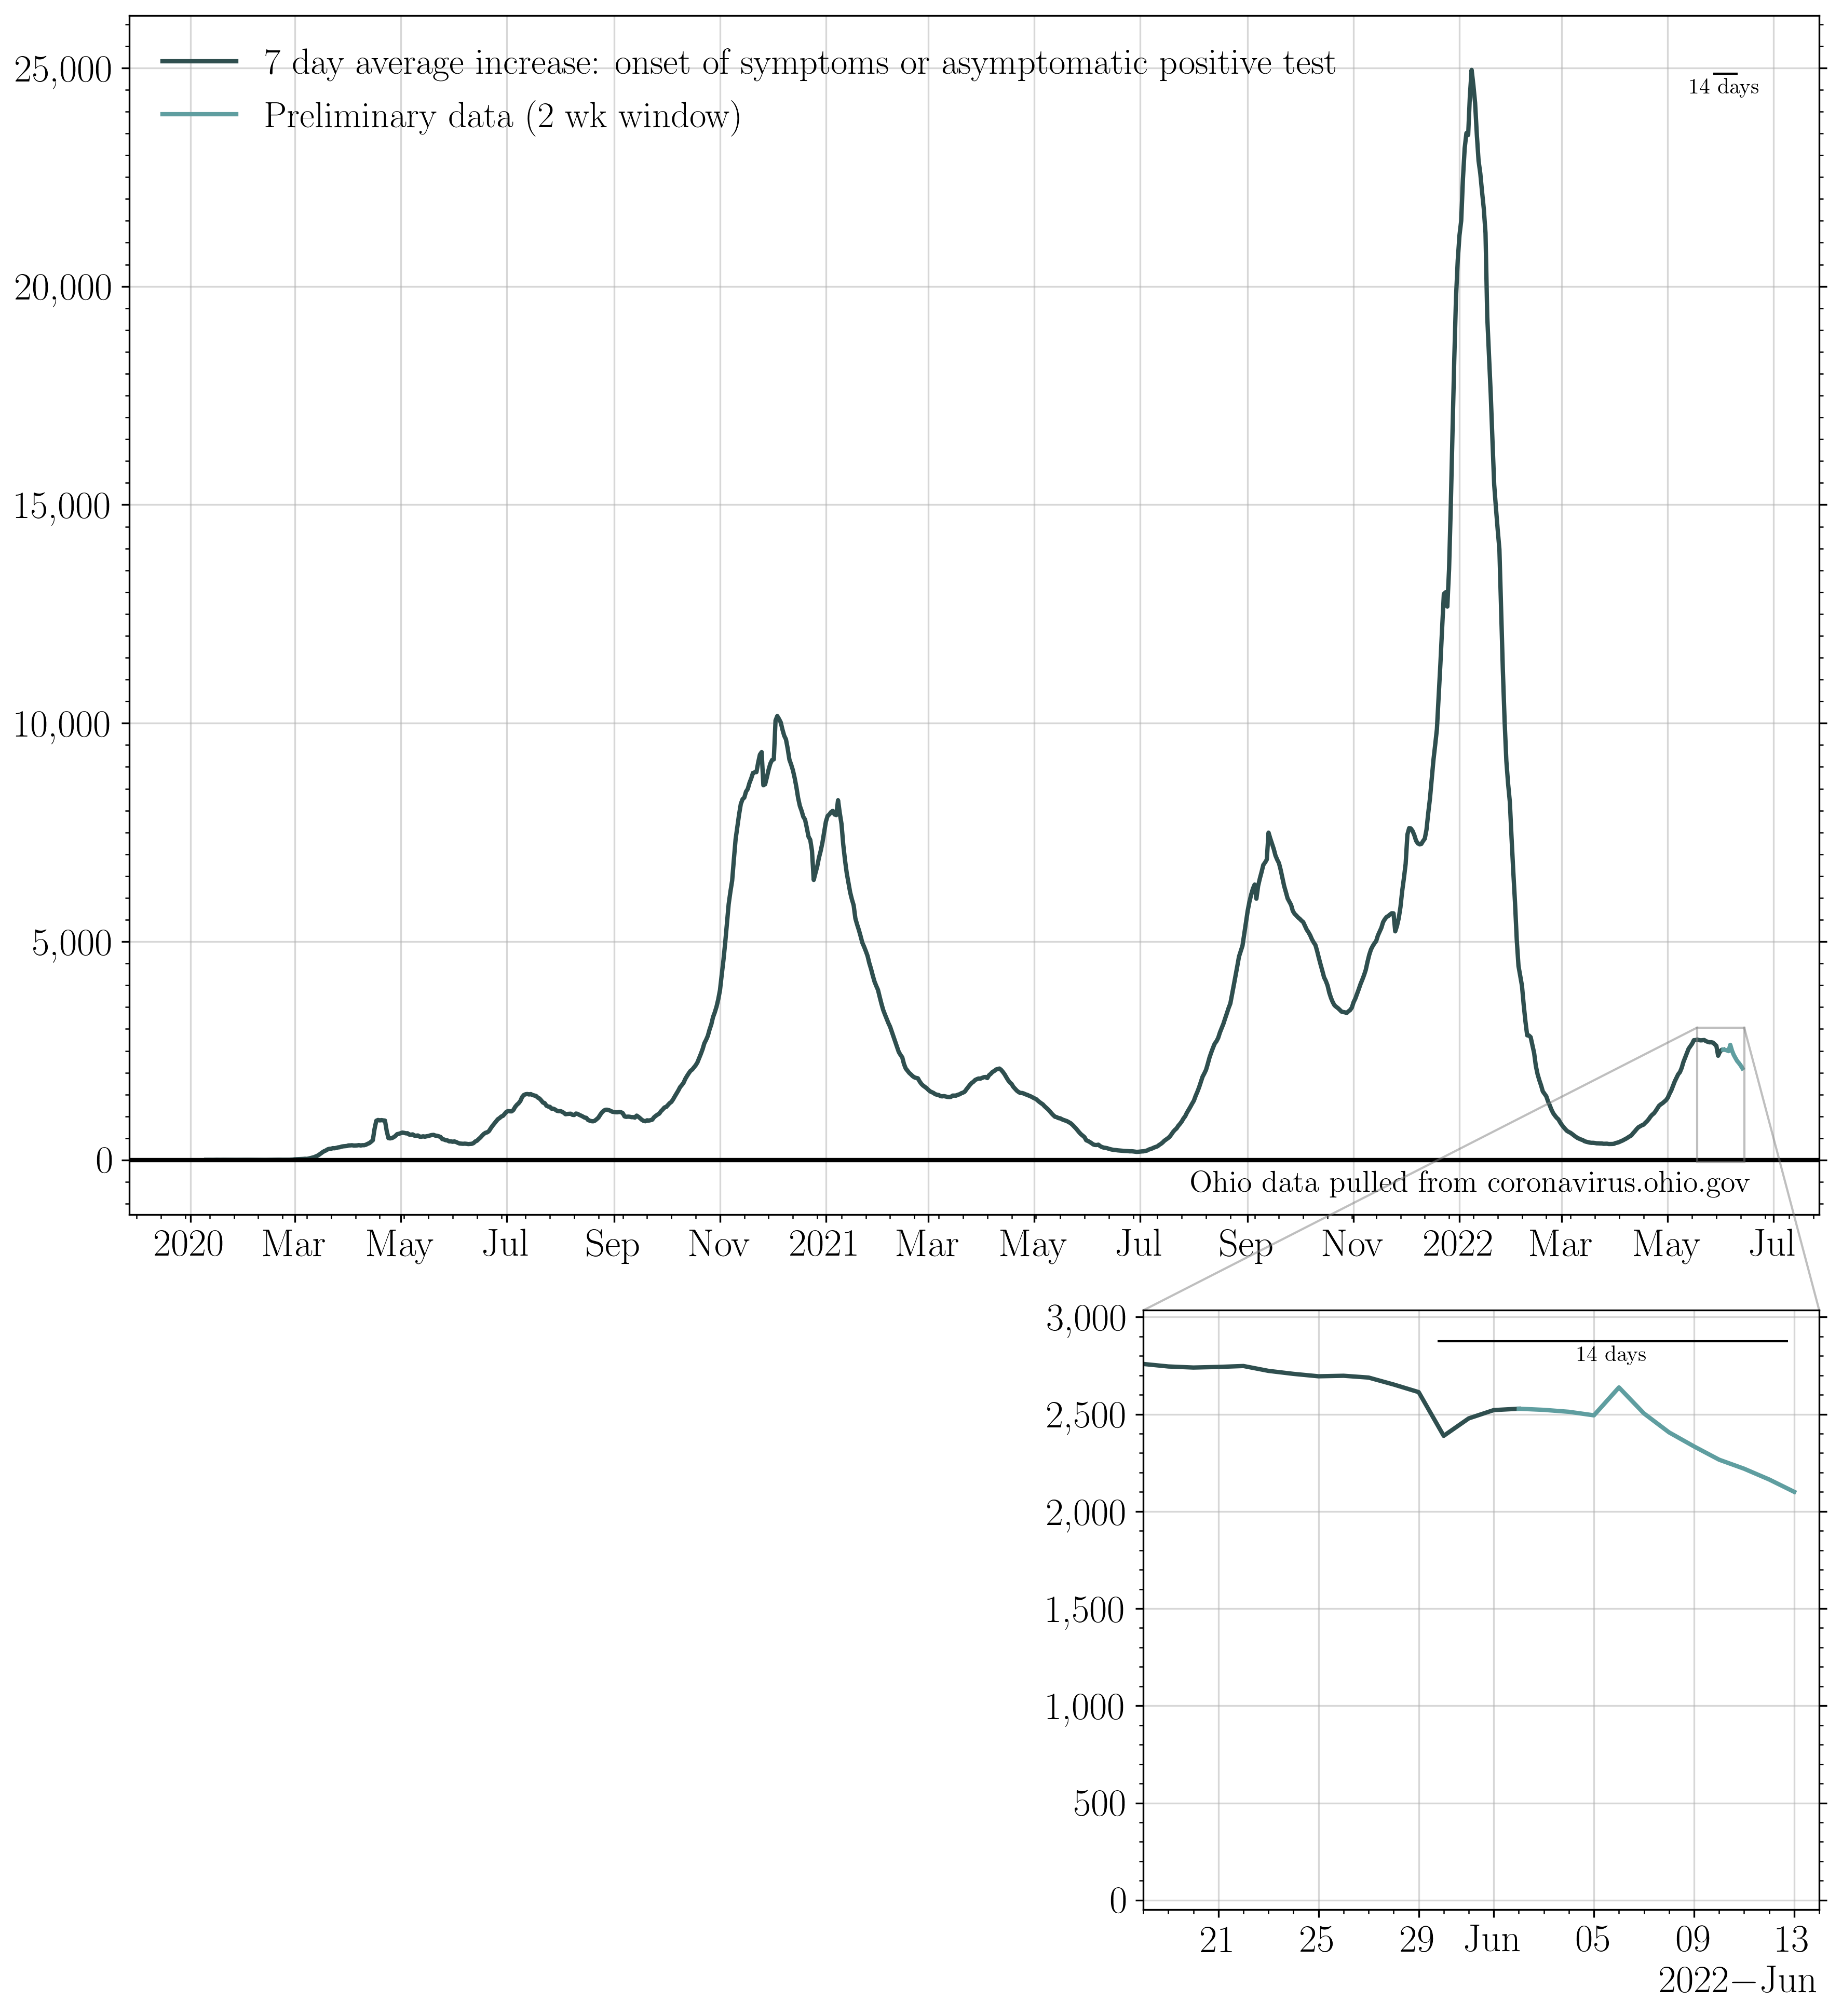 7 day average increase: onset of symptoms or asymptomatic positive test
Preliminary data (2 wk window)
14 days
25,000
20,000
15,000
10,000
5,000
0
Ohio data pulled from coronavirus.ohio.gov
2020 Mar May Jul Sep Nov 2021 Mar May Jul Sep Nov 2022 Mar May Jul
3,000
14 days
2,500
2,000
1,500
1,000
500
0
21 25 29 Jun 05 09 13
2022−Jun